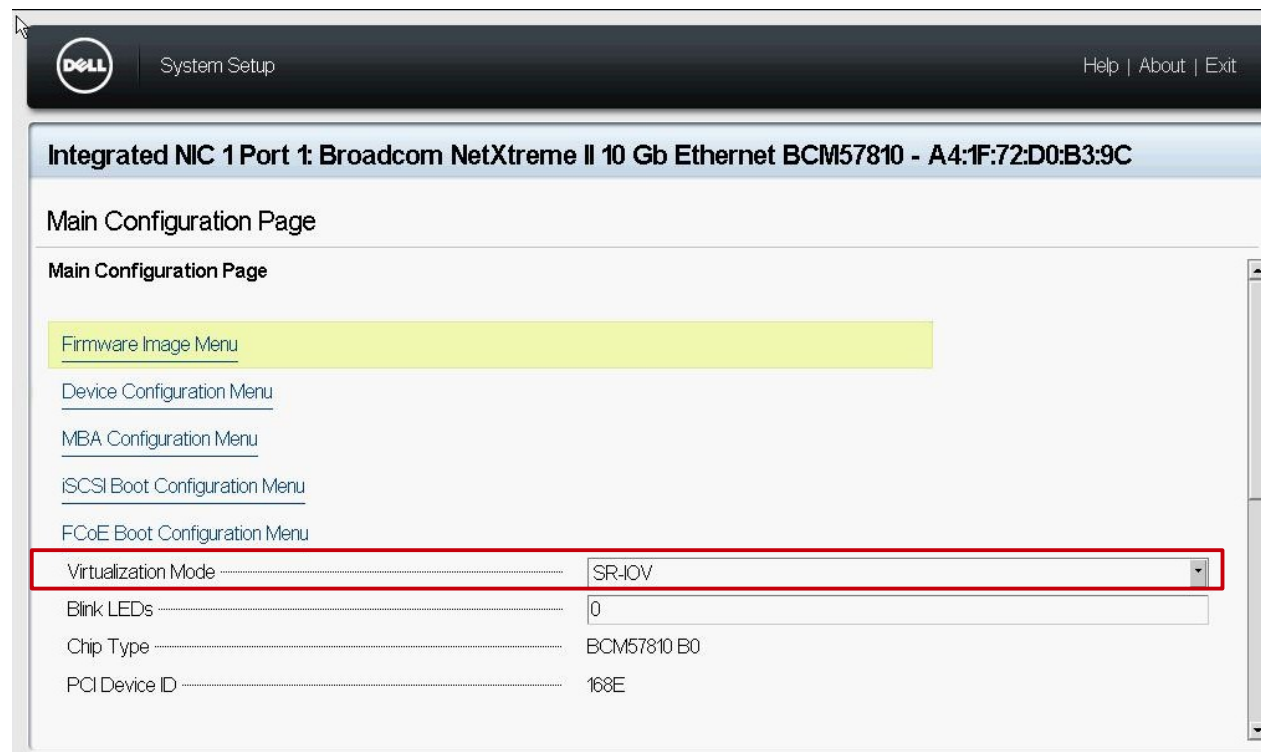 DELL
System Setup
Help | About | Exit
Integrated NIC 1 Port 1: Broadcom NetXtreme II 10 Gb Ethernet BCM57810 - A4:1F:72:D0:B3:9C
Main Configuration Page
Main Configuration Page
Firmware Image Menu
Device Configuration Menu
MBA Configuration Menu
iSCSI Boot Configuration Menu
FCoE Boot Configuration Menu
Virtualization Mode SR-IOV
Blink LEDs 0
Chip Type BCM57810 B0
PCI Device ID 168E